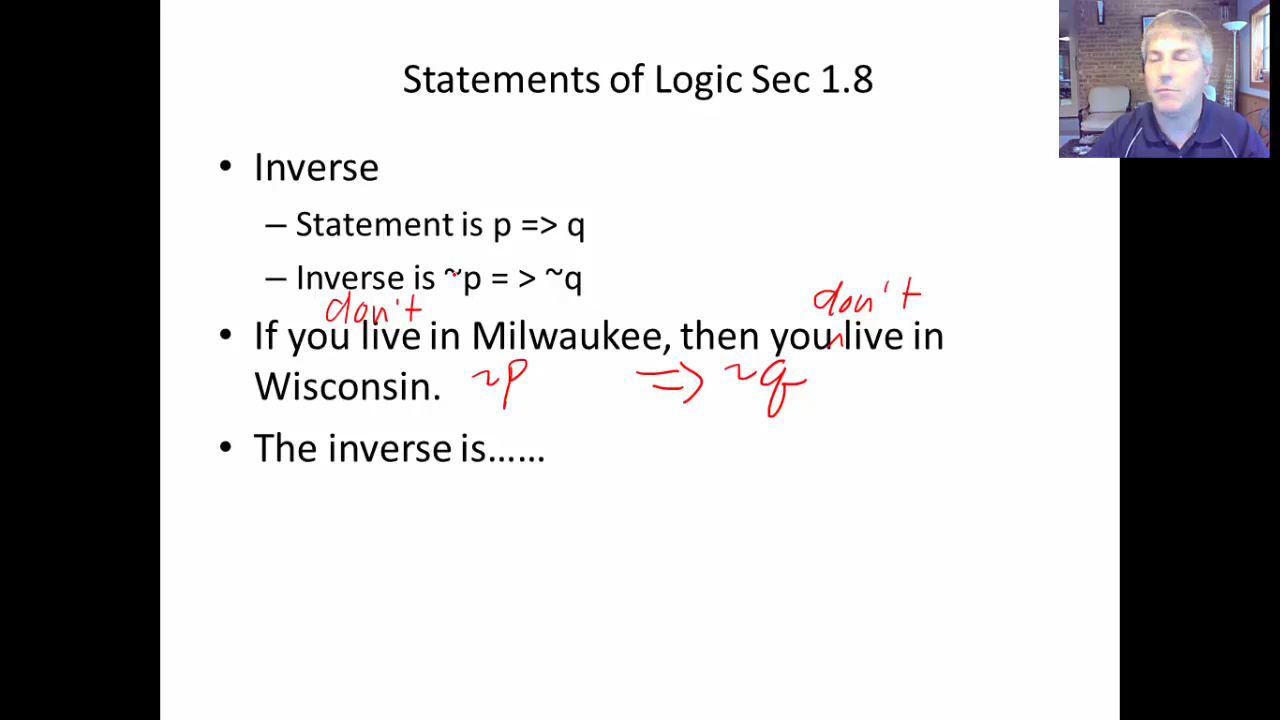 Statements of Logic Sec 1.8
• Inverse
– Statement is p => q
– Inverse is ~p = > ~q
don't don't
• If you live in Milwaukee, then you live in
Wisconsin. ~p => ~q
• The inverse is......